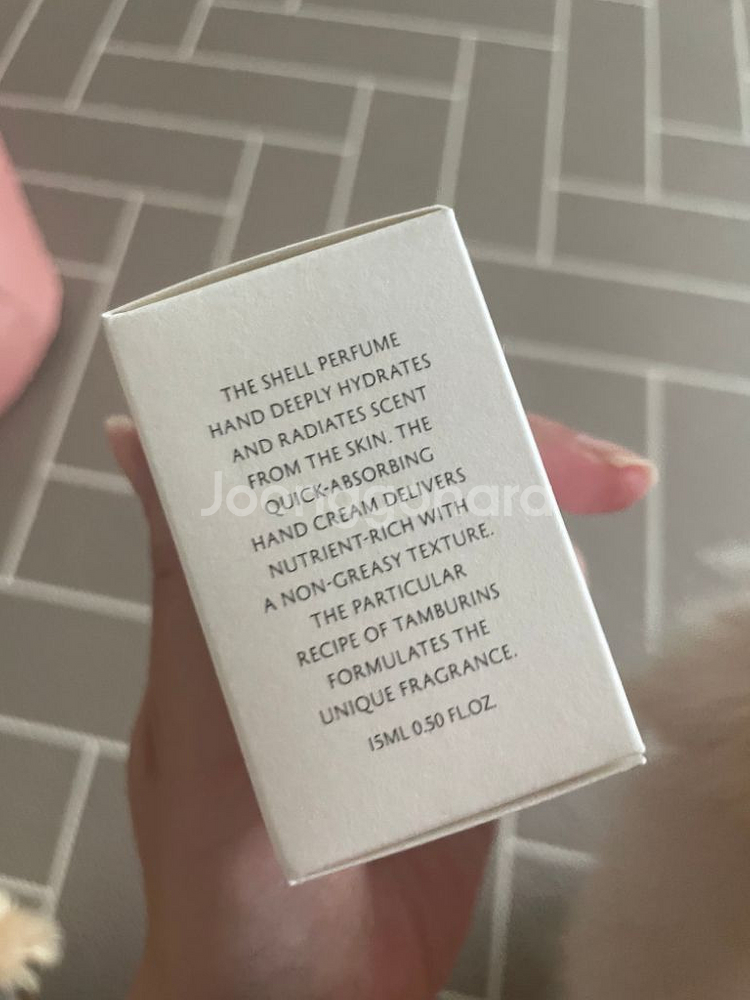 THE SHELL PERFUME
HAND DEEPLY HYDRATES
AND RADIATES SCENT
FROM THE SKIN. THE
QUICK-ABSORBING
HAND CREAM DELIVERS
NUTRIENT-RICH WITH
A NON-GREASY TEXTURE.
THE PARTICULAR
RECIPE OF TAMBURINS
FORMULATES THE
UNIQUE FRAGRANCE.
15ML 0.50 FL.OZ.
Joonggonara